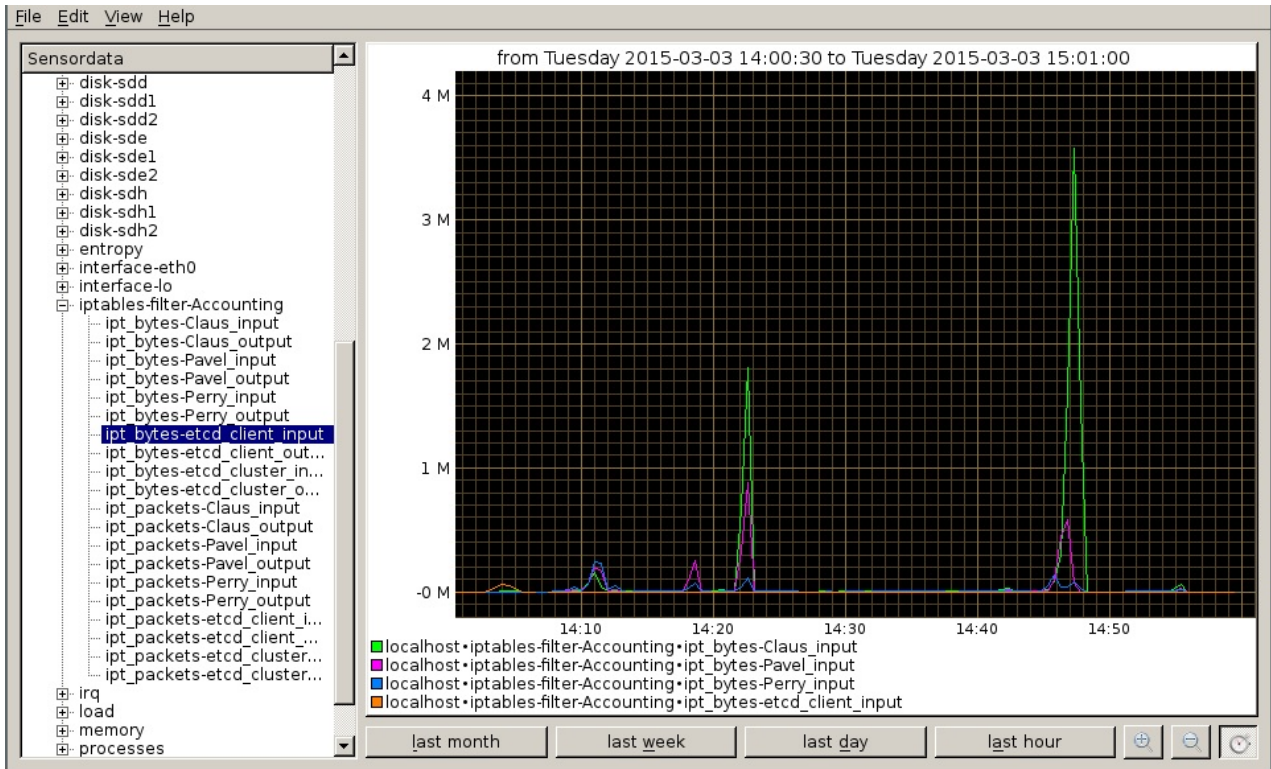 File Edit View Help
Sensordata
disk-sdd
disk-sdd1
disk-sdd2
disk-sde
disk-sde1
disk-sde2
disk-sdh
disk-sdh1
disk-sdh2
entropy
interface-eth0
interface-lo
iptables-filter-Accounting
ipt_bytes-Claus_input
ipt_bytes-Claus_output
ipt_bytes-Pavel_input
ipt_bytes-Pavel_output
ipt_bytes-Perry_input
ipt_bytes-Perry_output
ipt_bytes-etcd_client_input
ipt_bytes-etcd_client_out...
ipt_bytes-etcd_cluster_in...
ipt_bytes-etcd_cluster_o...
ipt_packets-Claus_input
ipt_packets-Claus_output
ipt_packets-Pavel_input
ipt_packets-Pavel_output
ipt_packets-Perry_input
ipt_packets-Perry_output
ipt_packets-etcd_client_i...
ipt_packets-etcd_client_...
ipt_packets-etcd_cluster...
ipt_packets-etcd_cluster...
irq
load
memory
processes
from Tuesday 2015-03-03 14:00:30 to Tuesday 2015-03-03 15:01:00
4 M
3 M
2 M
1 M
-0 M
14:10 14:20 14:30 14:40 14:50
localhost•iptables-filter-Accounting•ipt_bytes-Claus_input
localhost•iptables-filter-Accounting•ipt_bytes-Pavel_input
localhost•iptables-filter-Accounting•ipt_bytes-Perry_input
localhost•iptables-filter-Accounting•ipt_bytes-etcd_client_input
last month last week last day last hour